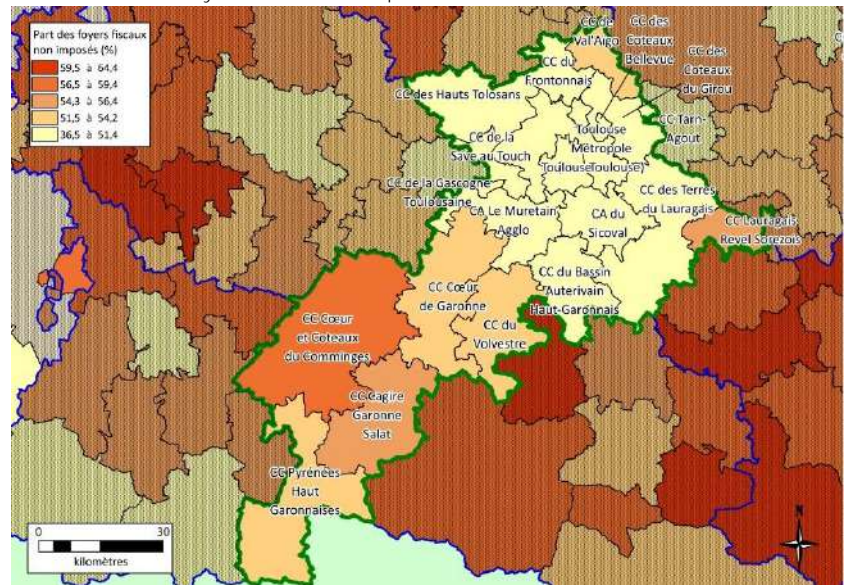 Part des foyers fiscaux
non imposés (%)
59,5 à 64,4
56,5 à 59,4
54,3 à 56,4
51,5 à 54,2
36,5 à 51,4
CC de
Val'Aïgo
CC des
Coteaux
Bellevue
CC des
Coteaux
du Girou
CC du
Frontonnais
CC des Hauts Tolosans
CC Tarn-
Agout
CC de la
Save au Touch
Toulouse
Métropole
Toulouse
Toulouse)
CC de la Gascogne
Toulousaine
CC des Terres
du Lauragais
CC Lauragais
Revel Sorezois
CA Le Muretain
Agglo
CA du
Sicoval
CC du Bassin
Auterivain
Haut-Garonnais
CC Cœur
de Garonne
CC du
Volvestre
CC Cœur
et Coteaux
du Comminges
CC Cagire
Garonne
Salat
CC Pyrénées
Haut
Garonnaises
0 30
kilomètres
N